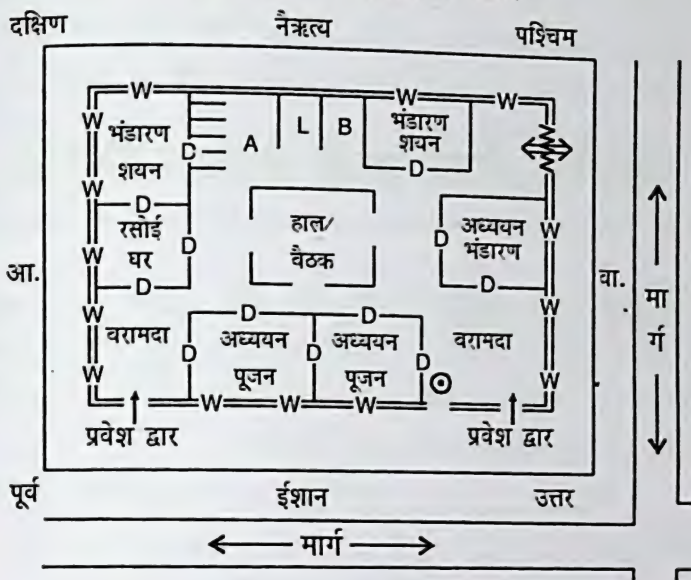 दक्षिण नैऋत्य पश्चिम
W W W
W भंडारण A L B भंडारण
शयन D शयन
W D W
D रसोई D हाल/ D अध्ययन W
घर बैठक भंडारण
आ. W D D वा. मा
र्ग
W D D W
वरामदा D अध्ययन D अध्ययन D वरामदा
पूजन पूजन
W W W W W
प्रवेश द्वार प्रवेश द्वार
पूर्व ईशान उत्तर
मार्ग